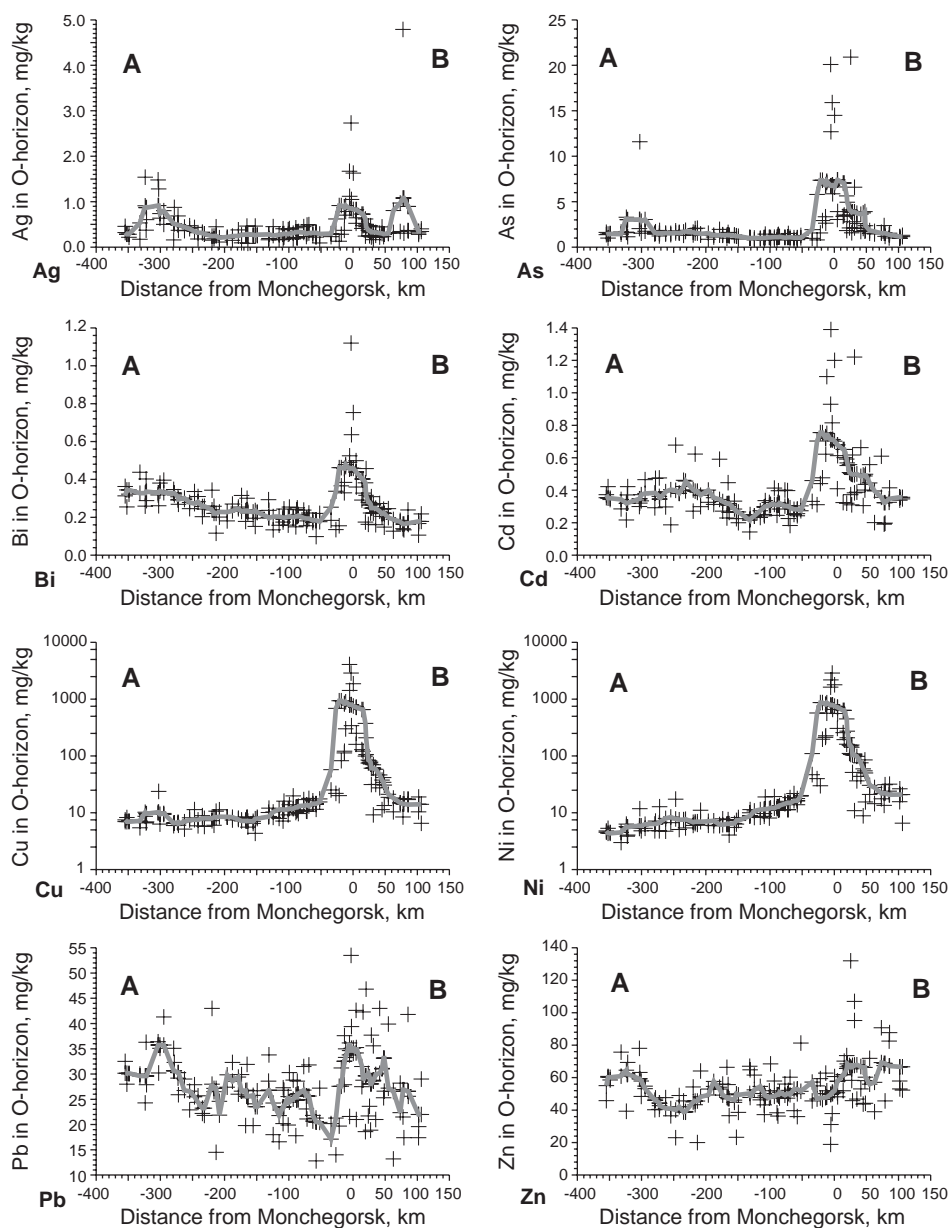 Ag in O-horizon, mg/kg
5.0
4.0
3.0
2.0
1.0
0.0
A
B
-400 -300 -200 -100 0 50 100 150
Ag
Distance from Monchegorsk, km
As in O-horizon, mg/kg
25
20
15
10
5
0
A
B
-400 -300 -200 -100 0 50 100 150
As
Distance from Monchegorsk, km
Bi in O-horizon, mg/kg
1.2
1.0
0.8
0.6
0.4
0.2
0.0
A
B
-400 -300 -200 -100 0 50 100 150
Bi
Distance from Monchegorsk, km
Cd in O-horizon, mg/kg
1.4
1.2
1.0
0.8
0.6
0.4
0.2
0.0
A
B
-400 -300 -200 -100 0 50 100 150
Cd
Distance from Monchegorsk, km
Cu in O-horizon, mg/kg
10000
1000
100
10
1
A
B
-400 -300 -200 -100 0 50 100 150
Cu
Distance from Monchegorsk, km
Ni in O-horizon, mg/kg
10000
1000
100
10
1
A
B
-400 -300 -200 -100 0 50 100 150
Ni
Distance from Monchegorsk, km
Pb in O-horizon, mg/kg
55
50
45
40
35
30
25
20
15
10
A
B
-400 -300 -200 -100 0 50 100 150
Pb
Distance from Monchegorsk, km
Zn in O-horizon, mg/kg
140
120
100
80
60
40
20
0
A
B
-400 -300 -200 -100 0 50 100 150
Zn
Distance from Monchegorsk, km